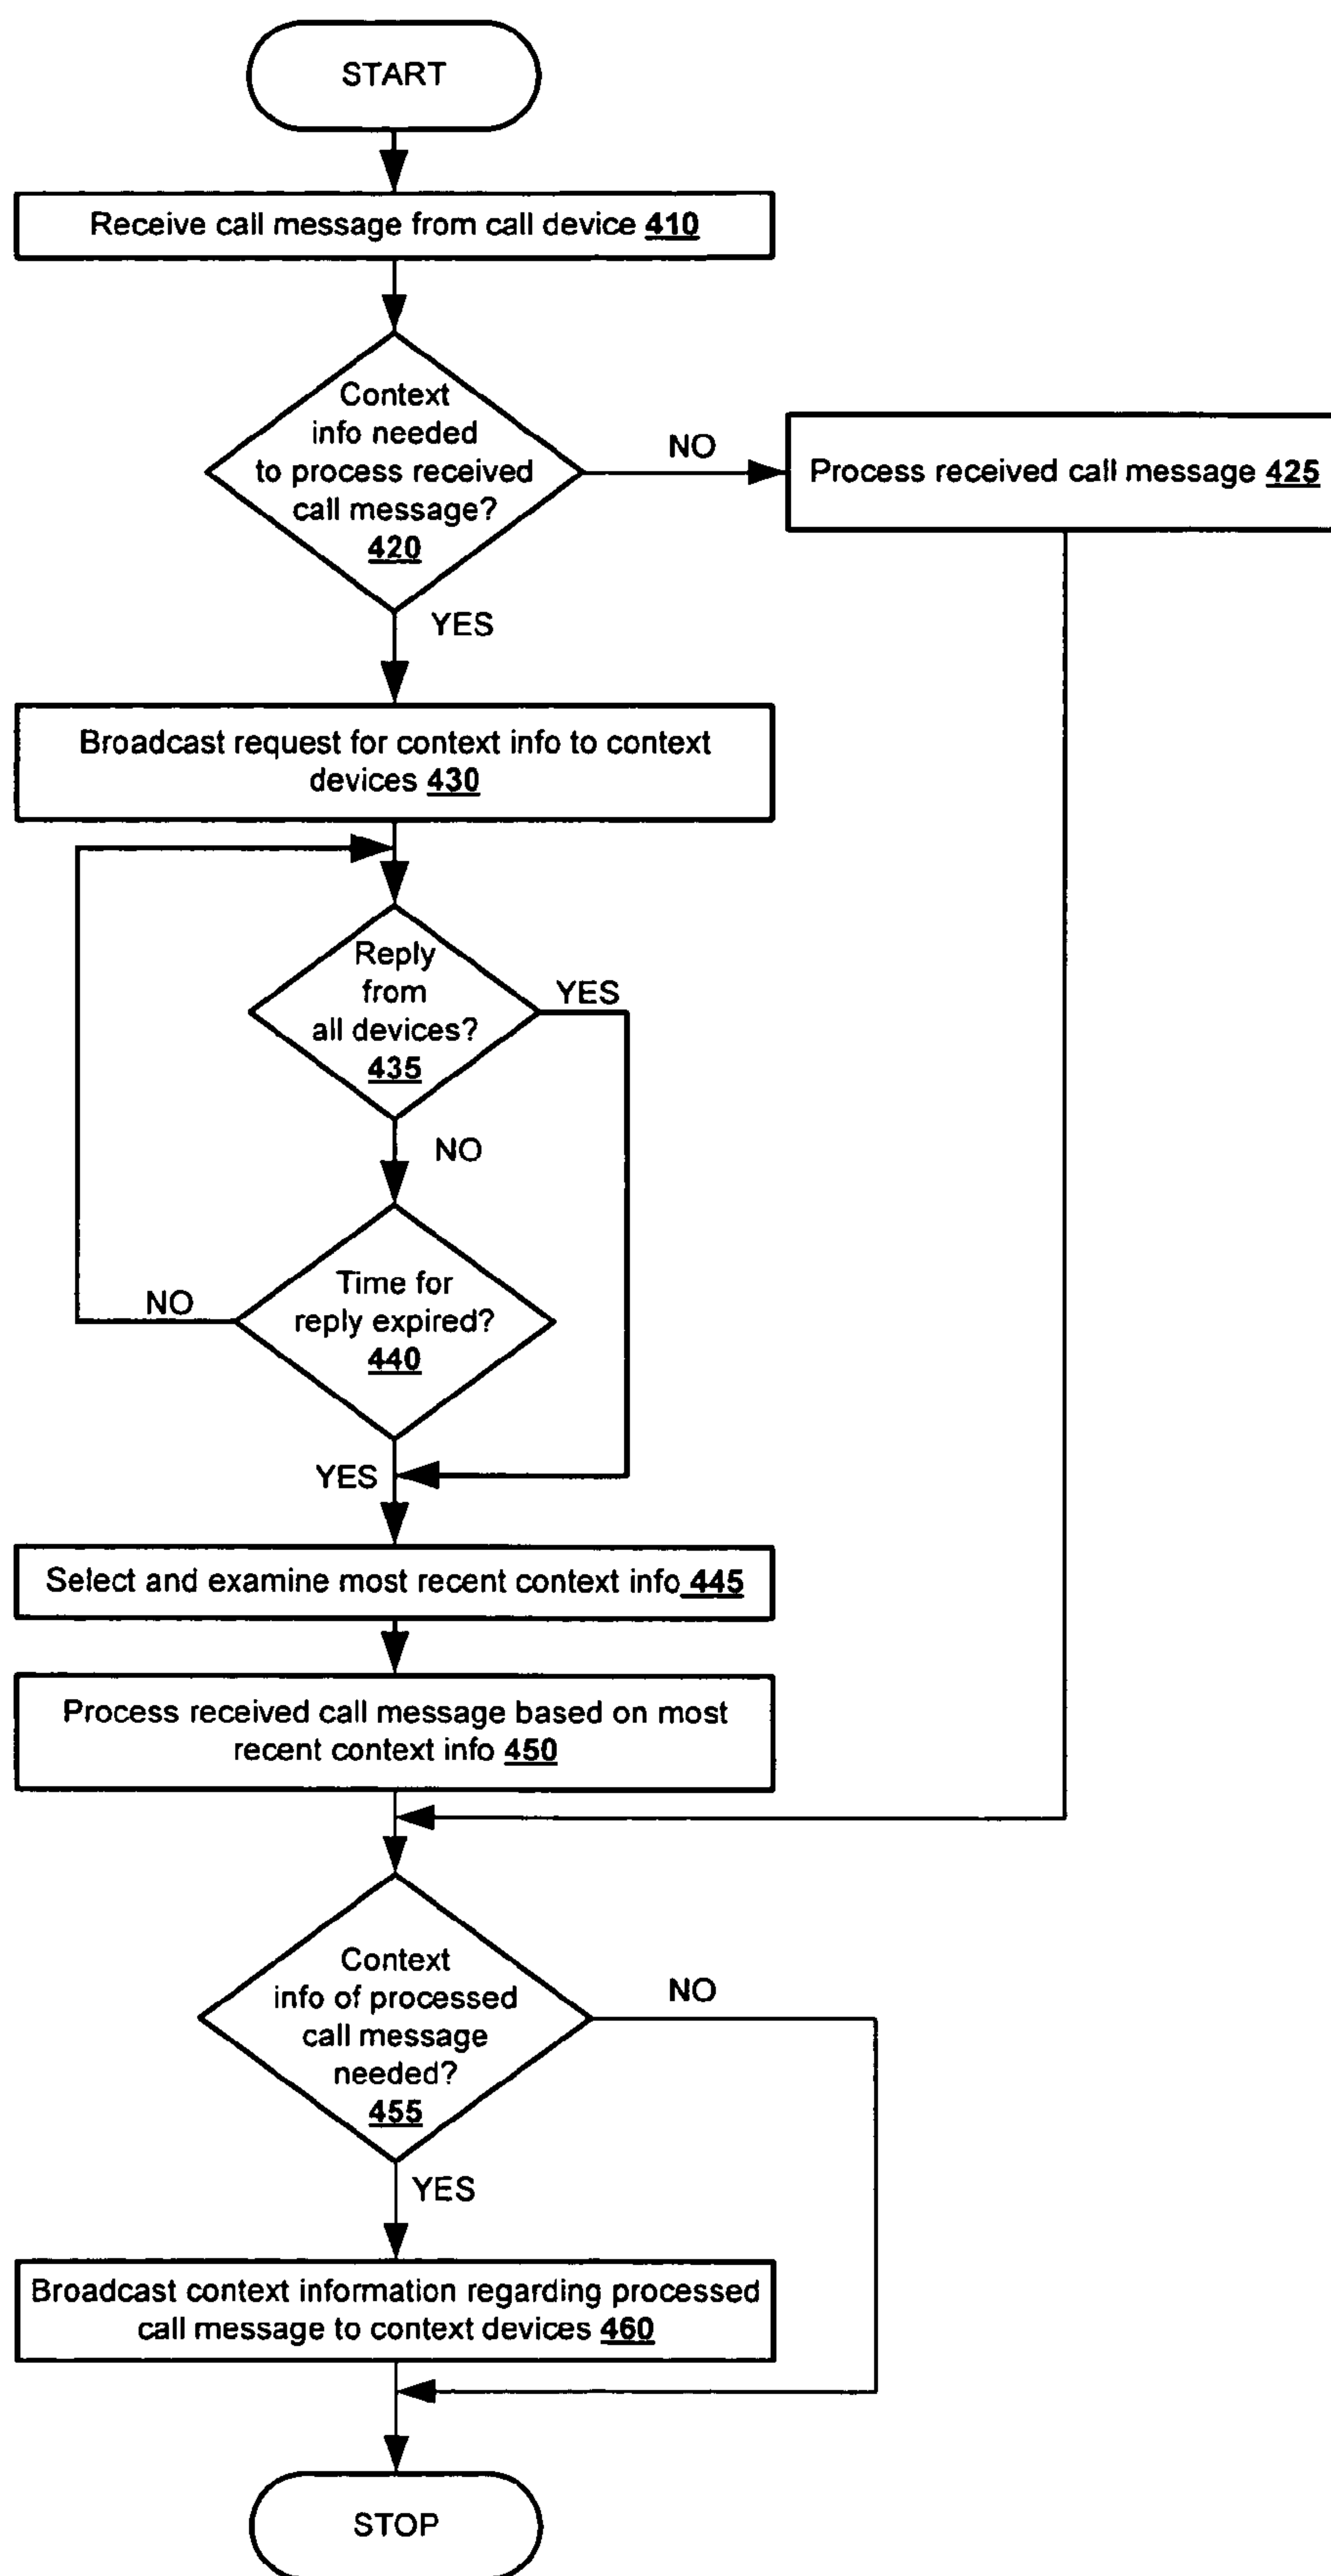 START
Receive call message from call device 410
Context
info needed
to process received
call message?
420
NO
Process received call message 425
YES
Broadcast request for context info to context
devices 430
Reply
from
all devices?
435
YES
NO
Time for
reply expired?
440
NO
YES
Select and examine most recent context info 445
Process received call message based on most
recent context info 450
Context
info of processed
call message
needed?
455
NO
YES
Broadcast context information regarding processed
call message to context devices 460
STOP